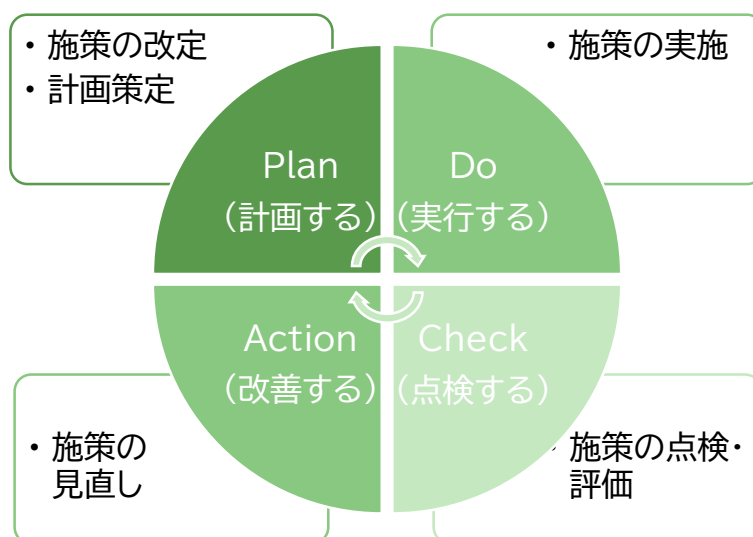 ・施策の改定
・計画策定
・施策の実施
Plan
（計画する）
Do
（実行する）
Action
（改善する）
Check
（点検する）
・施策の
見直し
・施策の点検・
評価